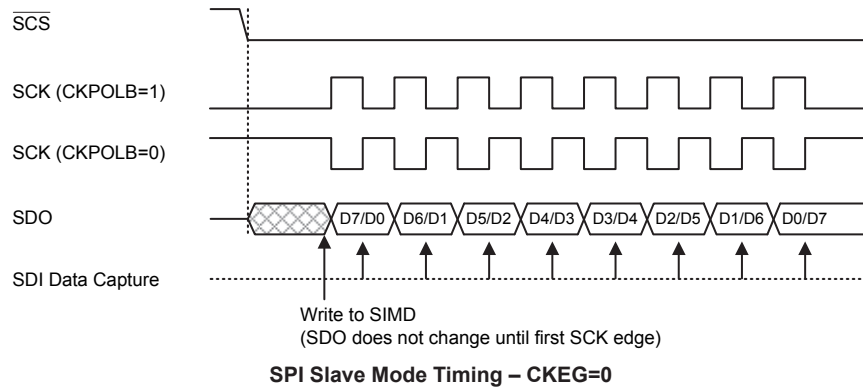 SCS
SCK (CKPOLB=1)
SCK (CKPOLB=0)
SDO
D7/D0 D6/D1 D5/D2 D4/D3 D3/D4 D2/D5 D1/D6 D0/D7
SDI Data Capture
Write to SIMD
(SDO does not change until first SCK edge)
SPI Slave Mode Timing – CKEG=0